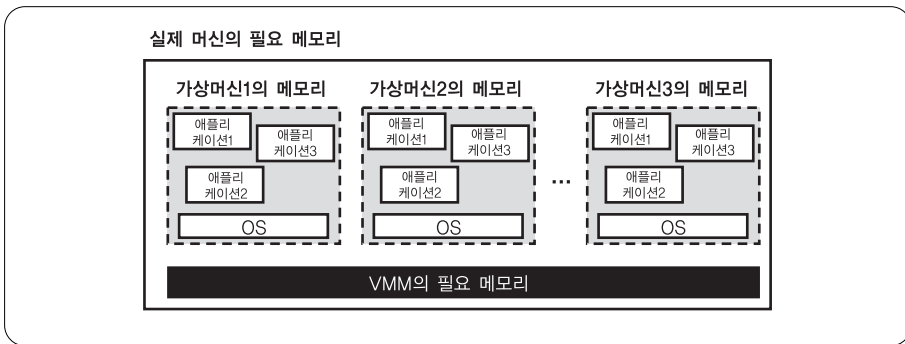 실제 머신의 필요 메모리
가상머신1의 메모리
애플리
케이션1
애플리
케이션3
애플리
케이션2
OS
가상머신2의 메모리
애플리
케이션1
애플리
케이션3
애플리
케이션2
OS
...
가상머신3의 메모리
애플리
케이션1
애플리
케이션3
애플리
케이션2
OS
VMM의 필요 메모리